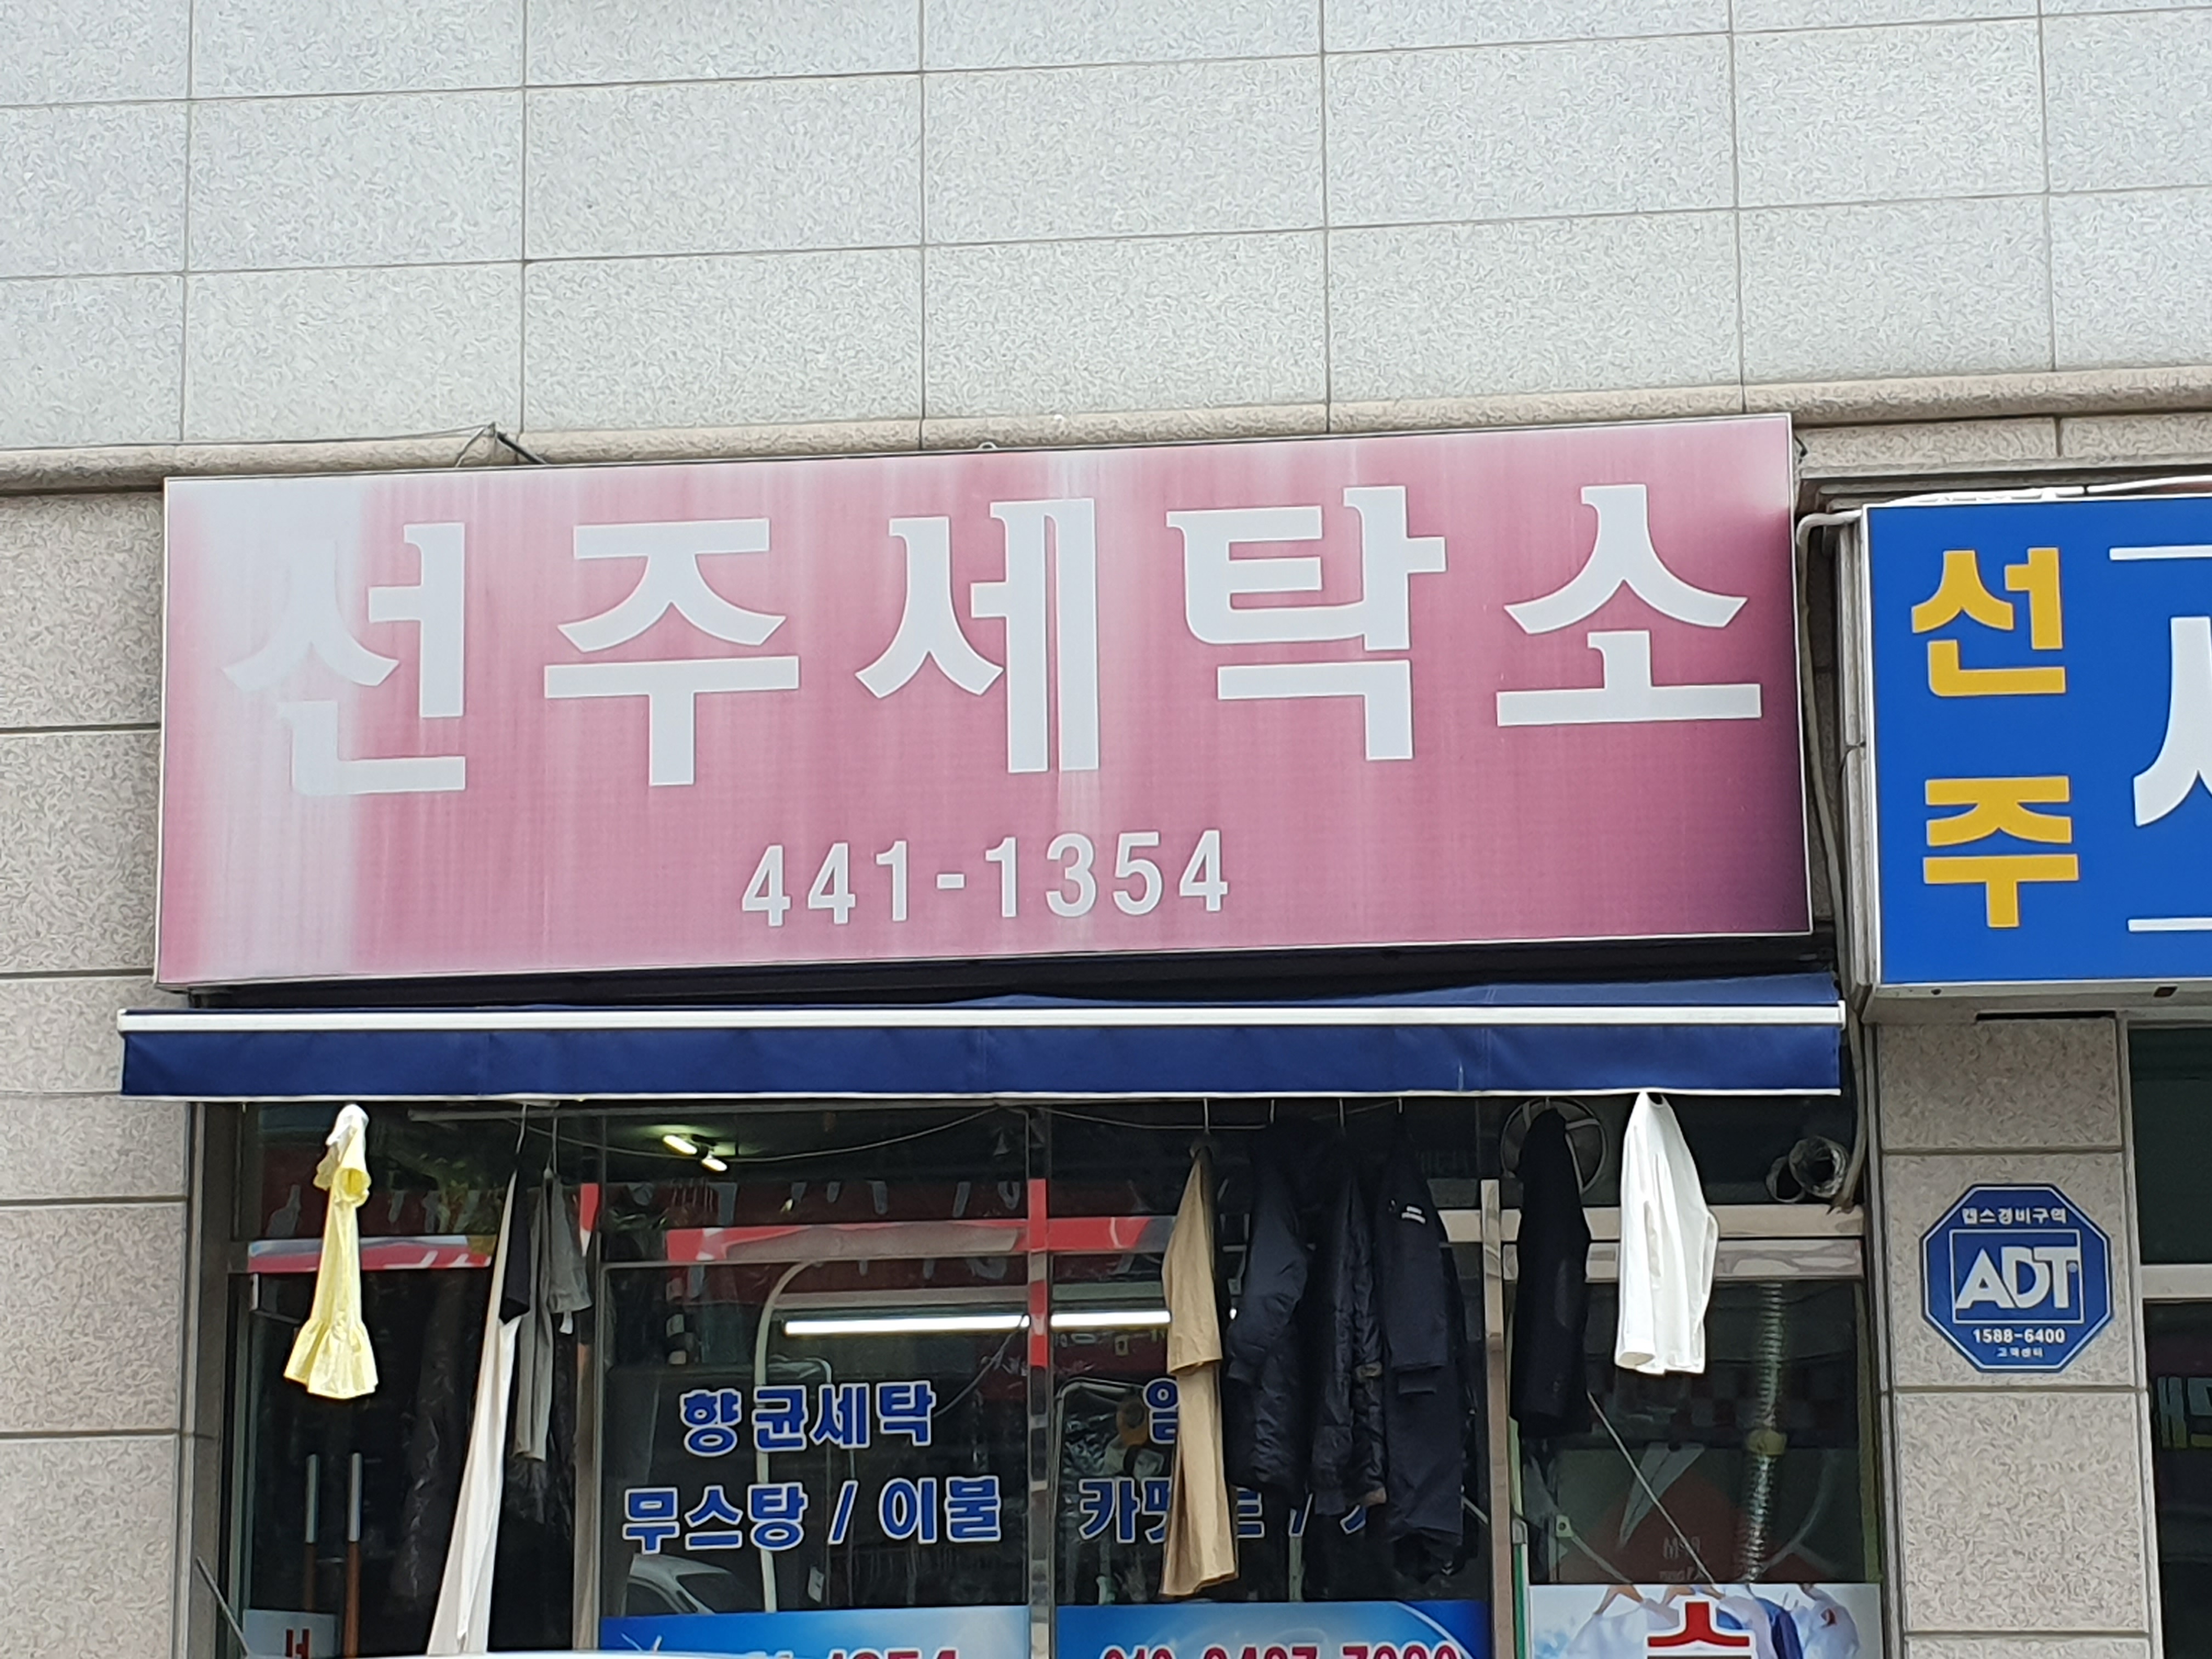 선주세탁소
441-1354
선
주
캡스경비구역
ADT
1588-6400
고객센터
향균세탁
무스탕 / 이불